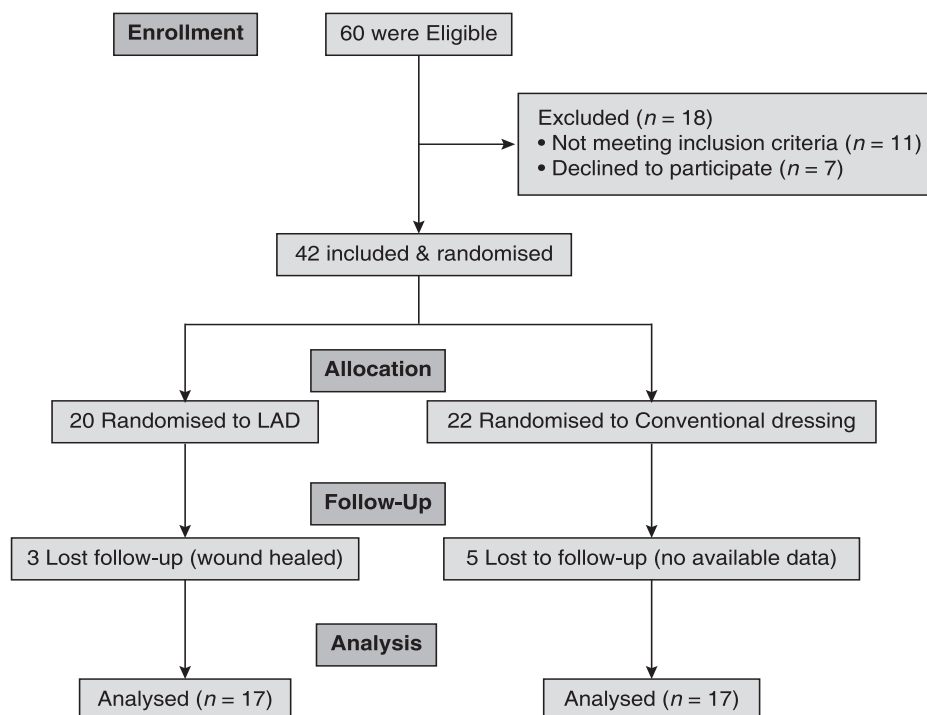 Enrollment
60 were Eligible
Excluded (n = 18)
• Not meeting inclusion criteria (n = 11)
• Declined to participate (n = 7)
42 included & randomised
Allocation
20 Randomised to LAD
22 Randomised to Conventional dressing
Follow-Up
3 Lost follow-up (wound healed)
5 Lost to follow-up (no available data)
Analysis
Analysed (n = 17)
Analysed (n = 17)